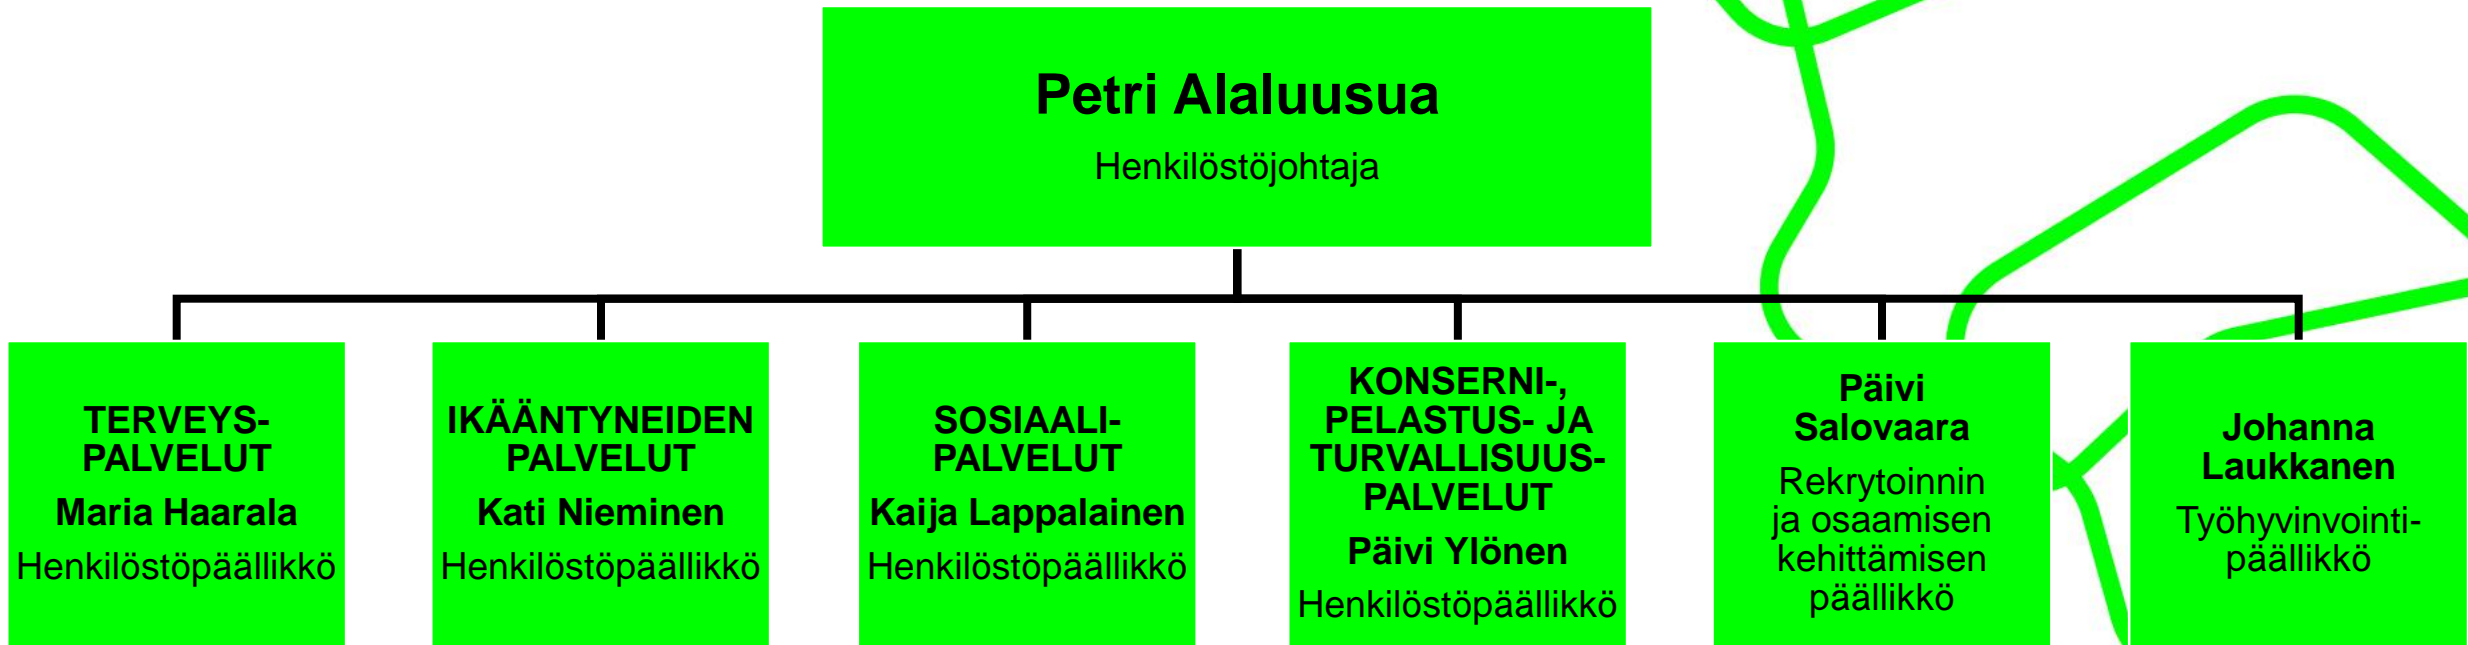 Petri Alaluusua
Henkilöstöjohtaja
TERVEYS-
PALVELUT
Maria Haarala
Henkilöstöpäällikkö
IKÄÄNTYNEIDEN
PALVELUT
Kati Nieminen
Henkilöstöpäällikkö
SOSIAALI-
PALVELUT
Kaija Lappalainen
Henkilöstöpäällikkö
KONSERNI-,
PELASTUS- JA
TURVALLISUUS-
PALVELUT
Päivi Ylönen
Henkilöstöpäällikkö
Päivi
Salovaara
Rekrytoinnin
ja osaamisen
kehittämisen
päällikkö
Johanna
Laukkanen
Työhyvinvointi-
päällikkö